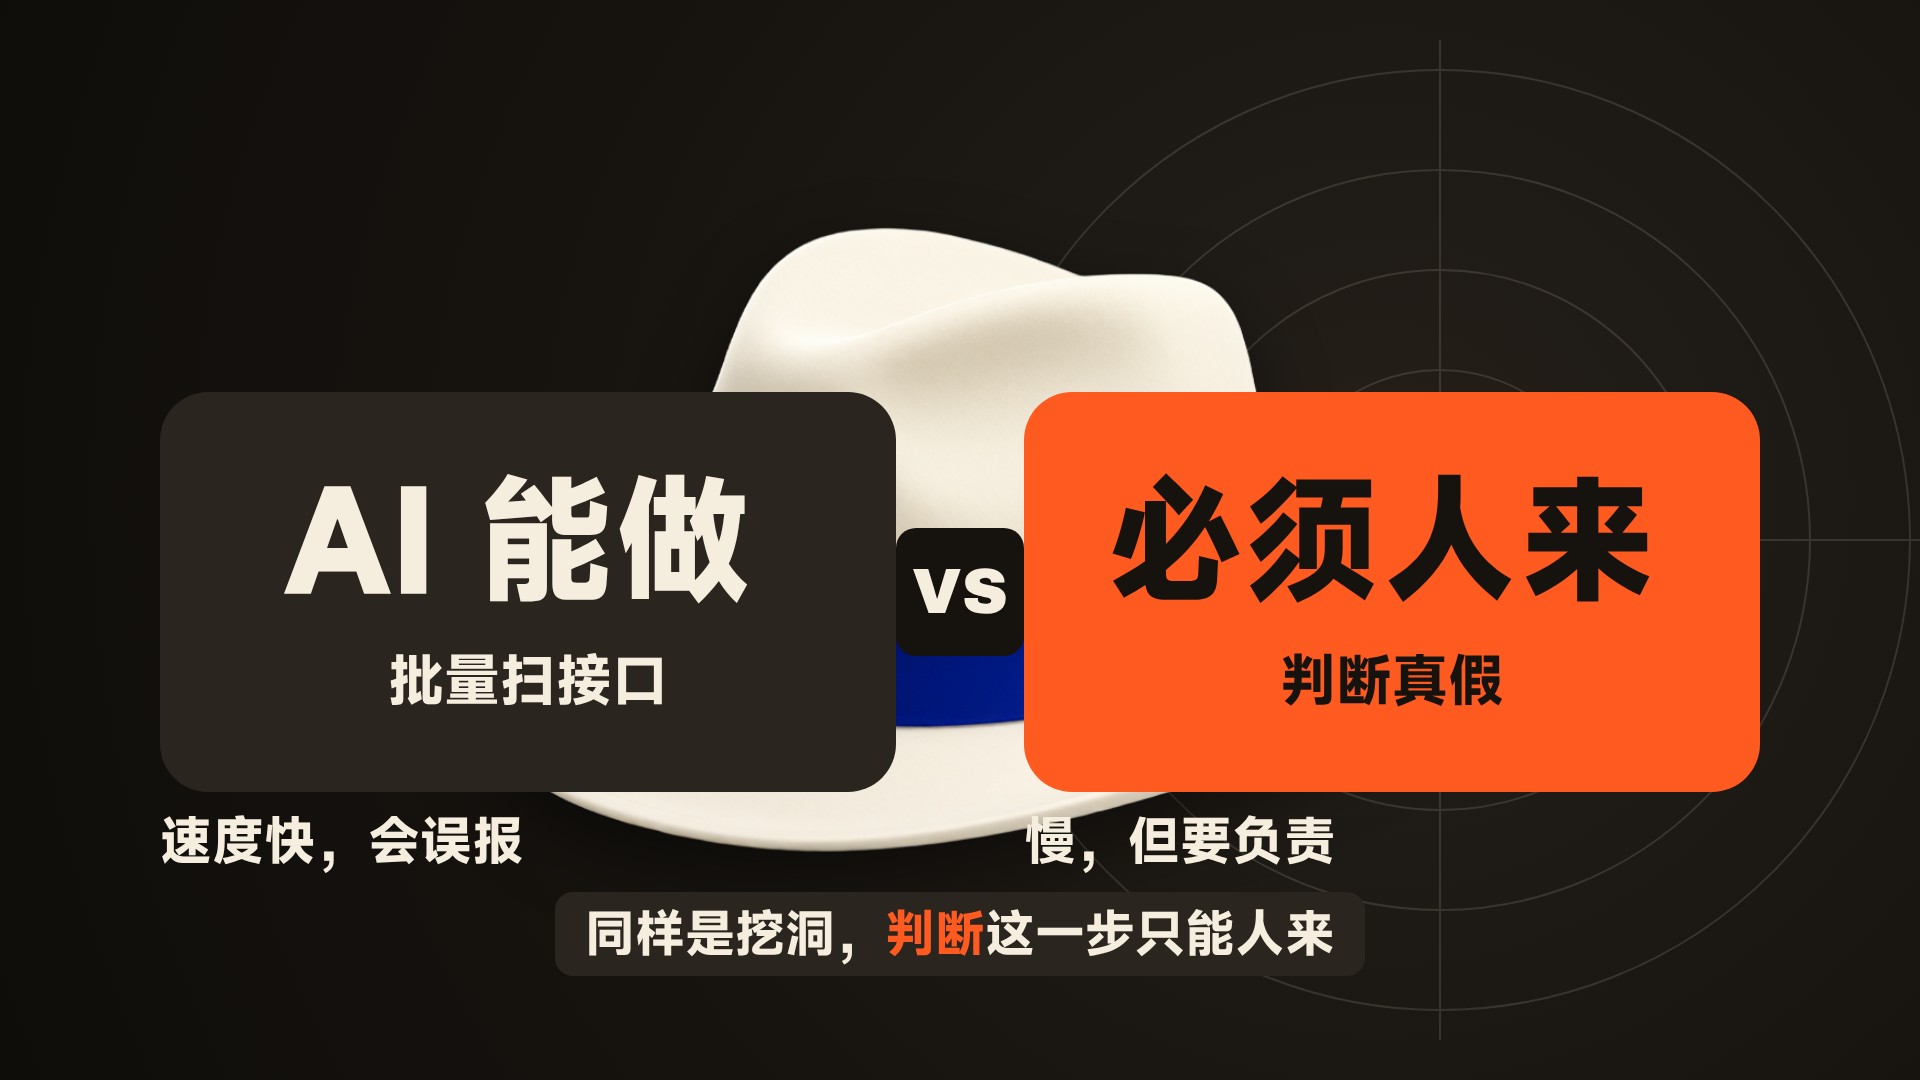 AI 能做
批量扫接口
VS
必须人来
判断真假
速度快，会误报
慢，但要负责
同样是挖洞，判断这一步只能人来